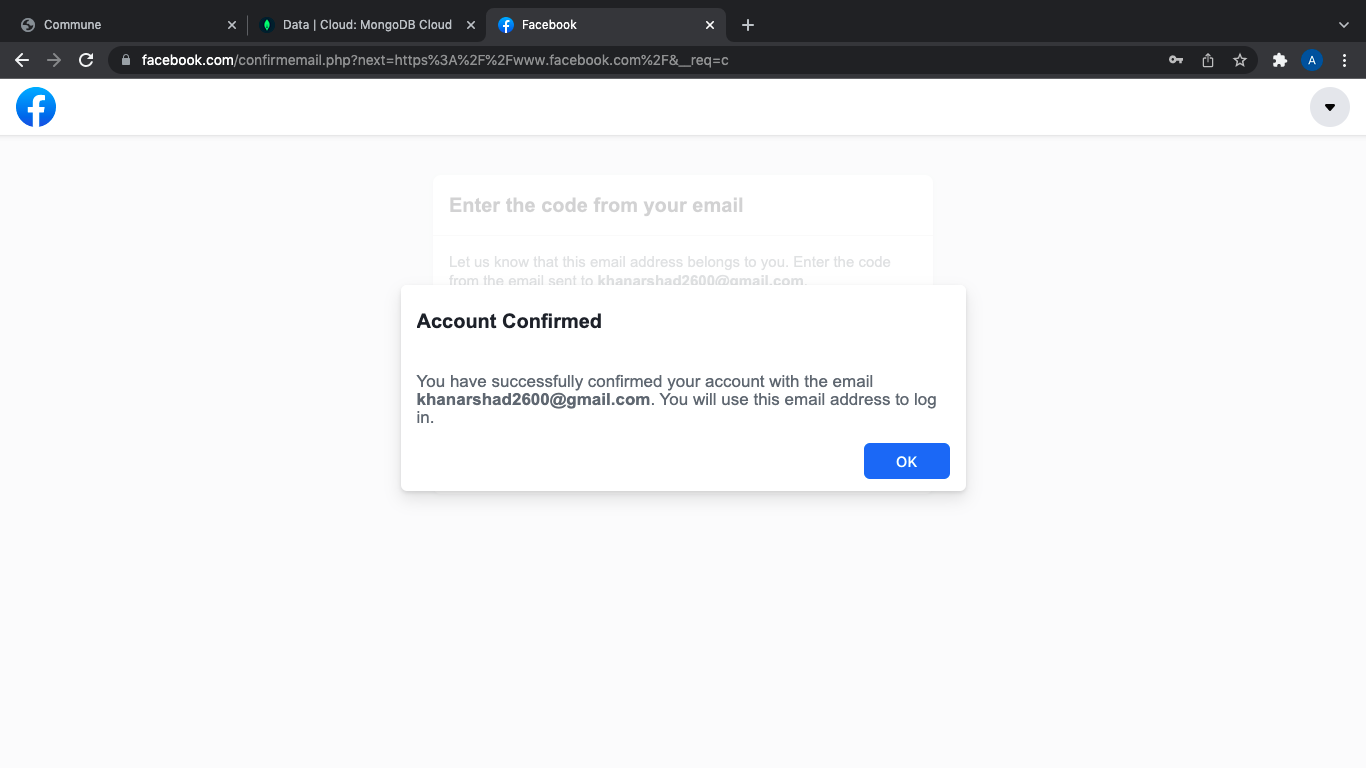 Commune
Data | Cloud: MongoDB Cloud
Facebook
facebook.com/confirmemail.php?next=https%3A%2F%2Fwww.facebook.com%2F&__req=c
A
Enter the code from your email
Let us know that this email address belongs to you. Enter the code
from the email sent to khanarshad2600@gmail.com.
Account Confirmed
You have successfully confirmed your account with the email
khanarshad2600@gmail.com. You will use this email address to log
in.
OK